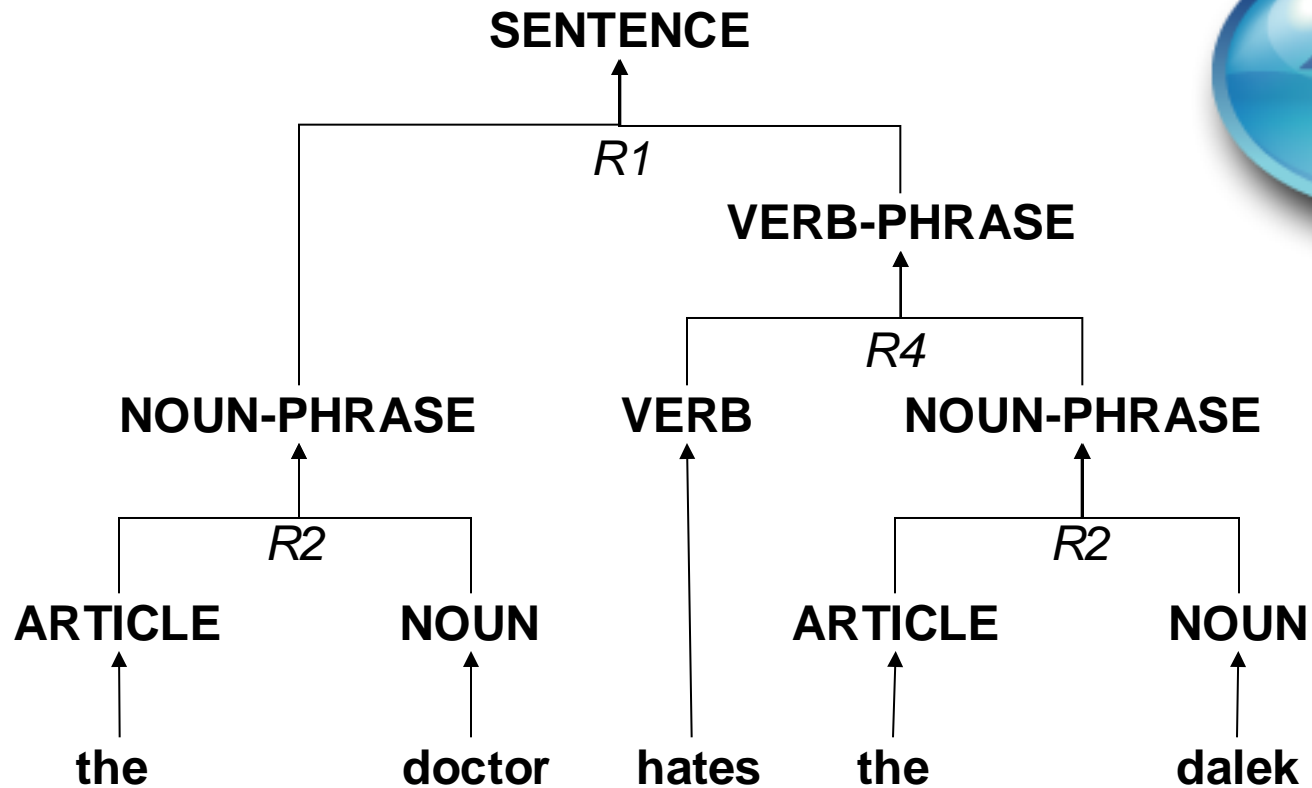 SENTENCE
R1
VERB-PHRASE
R4
NOUN-PHRASE VERB NOUN-PHRASE
R2 R2
ARTICLE NOUN ARTICLE NOUN
the doctor hates the dalek